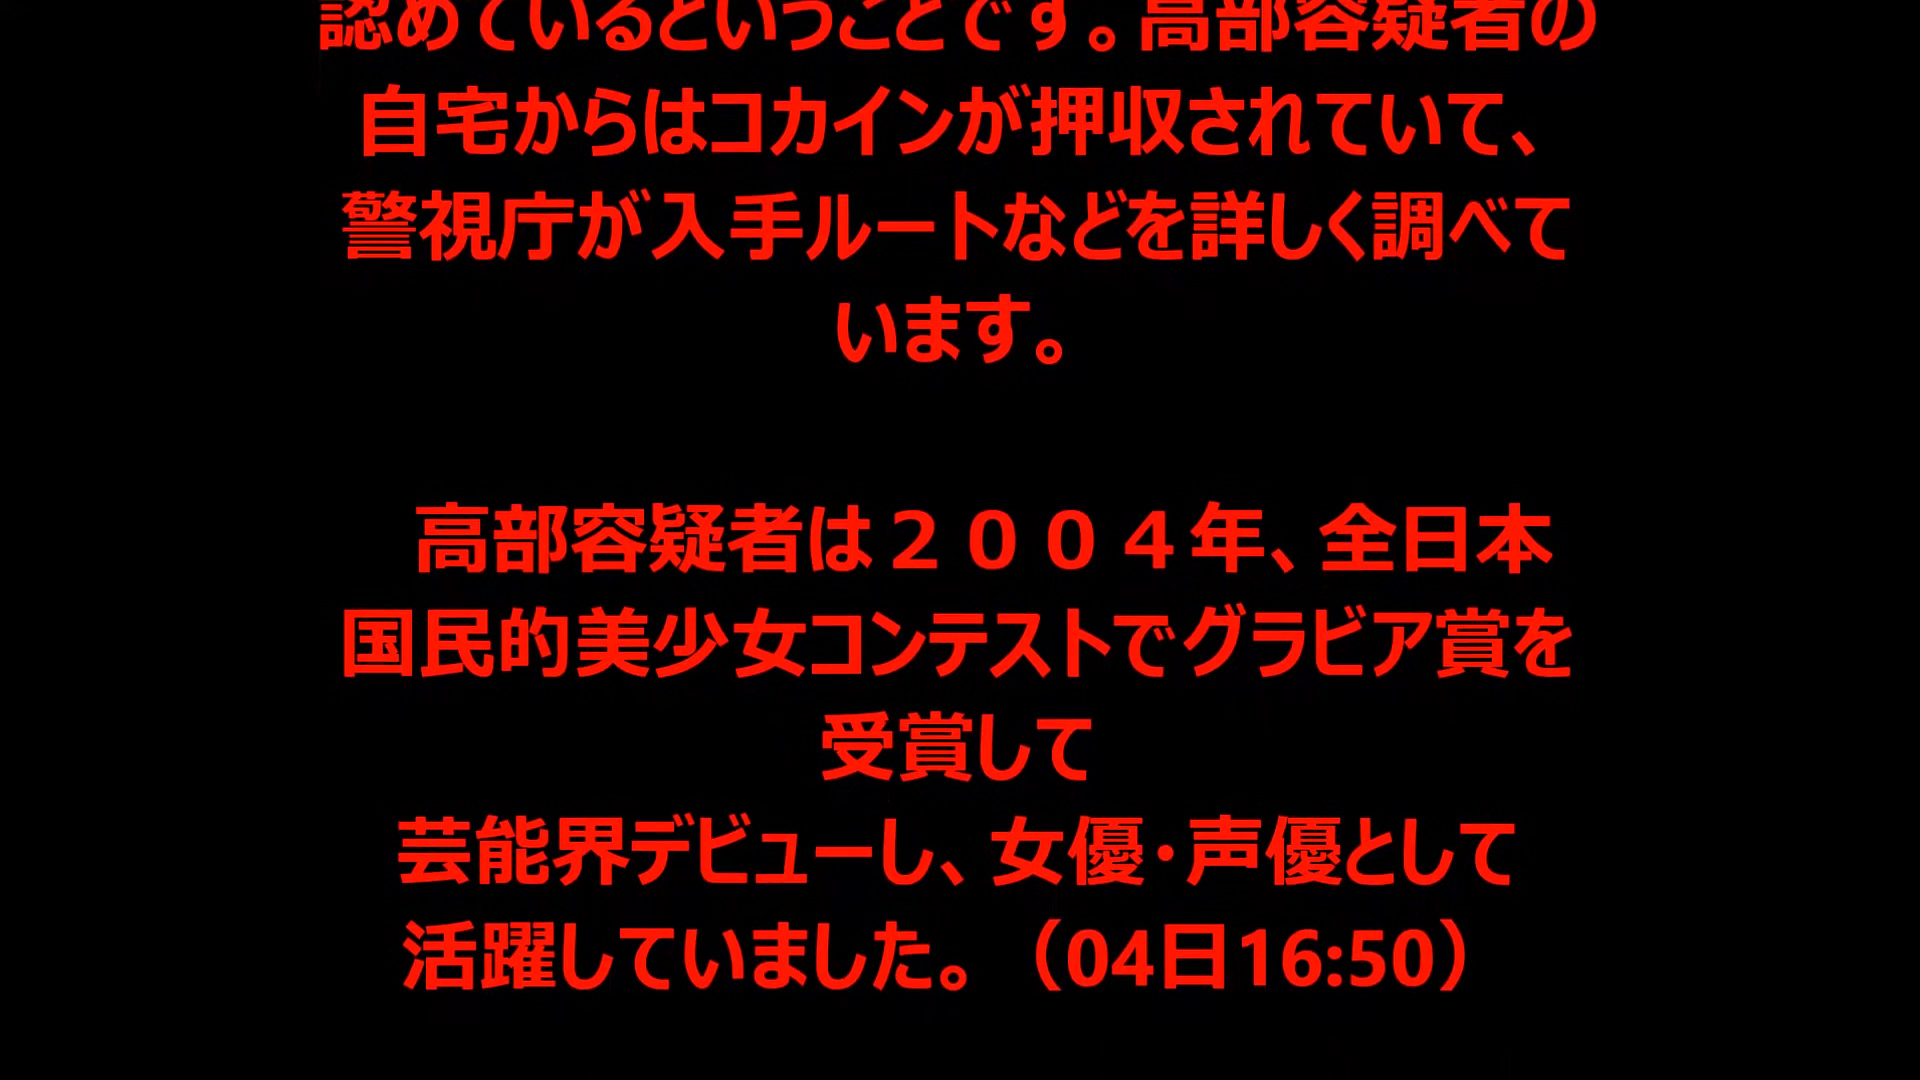 認めているということです。高部容疑者の
自宅からはコカインが押収されていて、
警視庁が入手ルートなどを詳しく調べて
います。
高部容疑者は２００４年、全日本
国民的美少女コンテストでグラビア賞を
受賞して
芸能界デビューし、女優・声優として
活躍していました。（04日16:50）